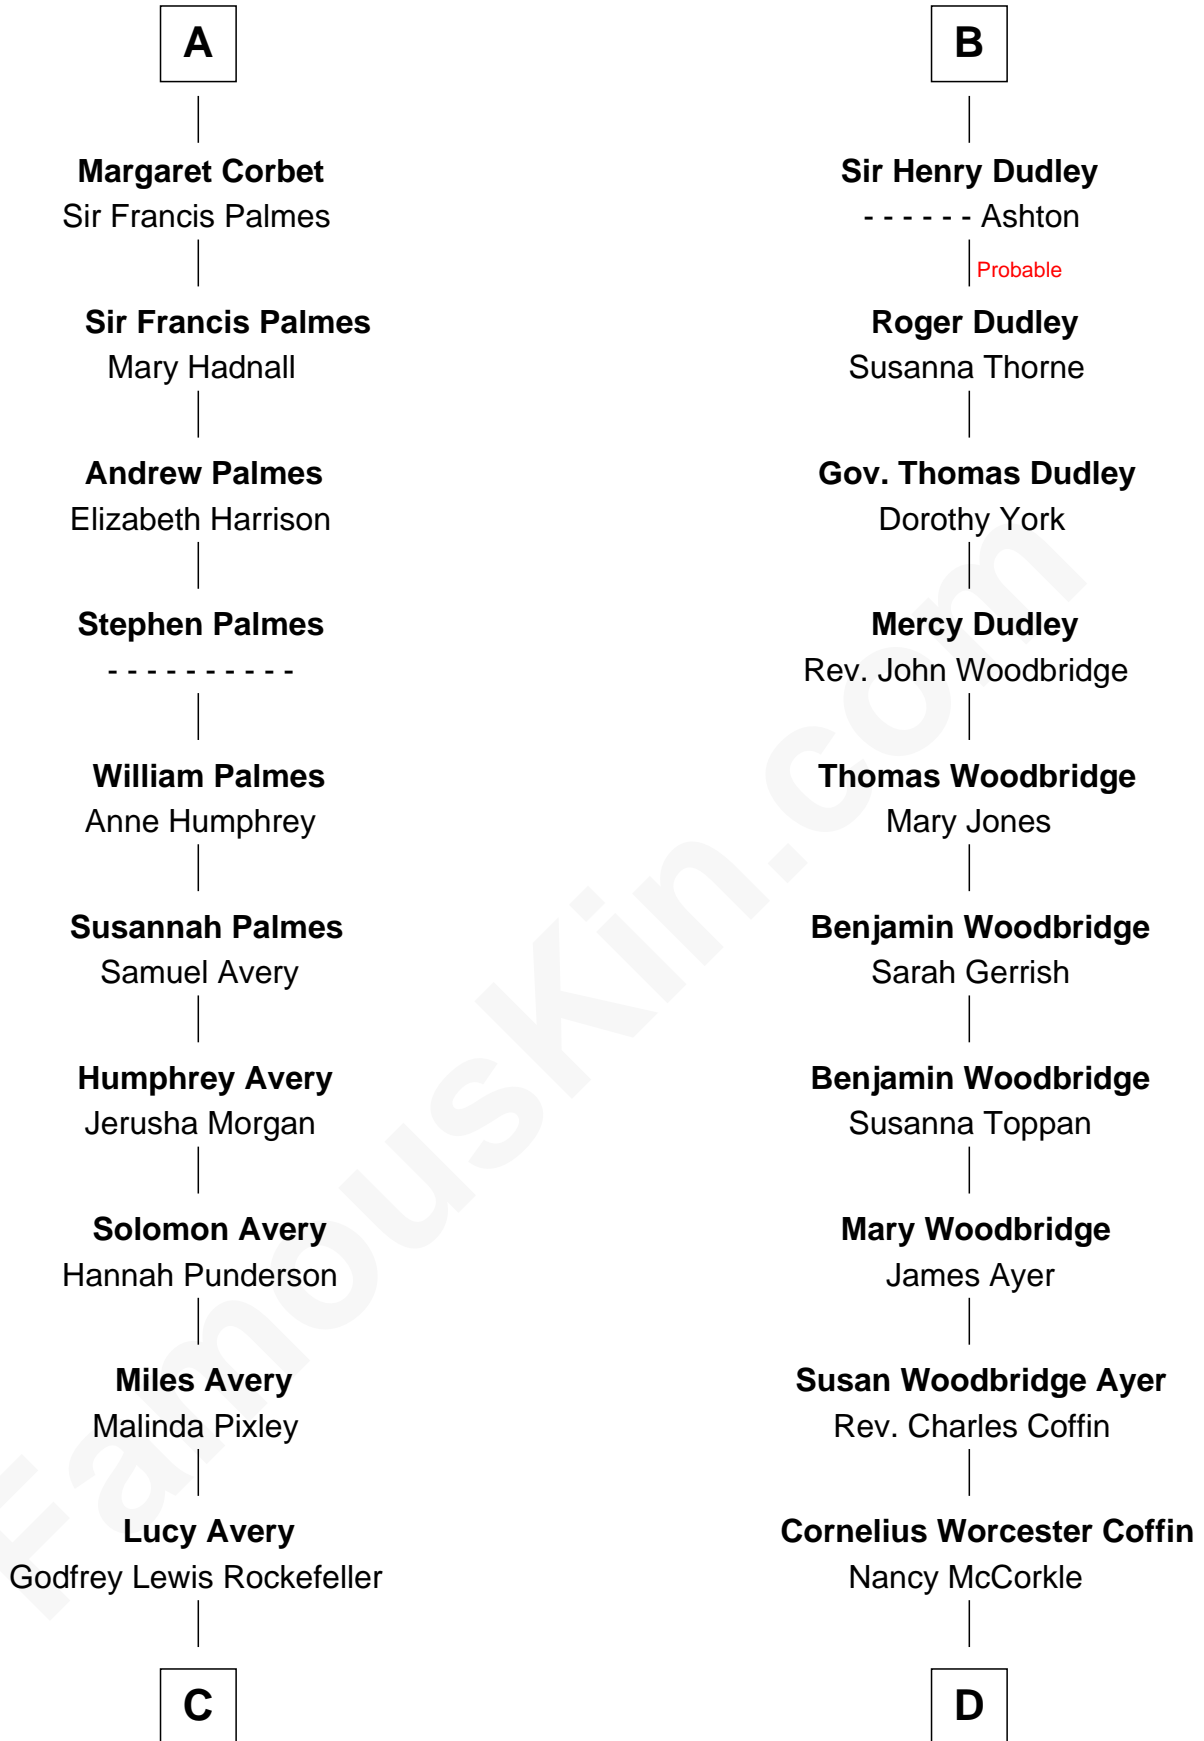 A
Margaret Corbet
Sir Francis Palmes
Sir Francis Palmes
Mary Hadnall
Andrew Palmes
Elizabeth Harrison
Stephen Palmes
- - - - - - - - - -
William Palmes
Anne Humphrey
Susannah Palmes
Samuel Avery
Humphrey Avery
Jerusha Morgan
Solomon Avery
Hannah Punderson
Miles Avery
Malinda Pixley
Lucy Avery
Godfrey Lewis Rockefeller
C
B
Sir Henry Dudley
- - - - - - Ashton
Probable
Roger Dudley
Susanna Thorne
Gov. Thomas Dudley
Dorothy York
Mercy Dudley
Rev. John Woodbridge
Thomas Woodbridge
Mary Jones
Benjamin Woodbridge
Sarah Gerrish
Benjamin Woodbridge
Susanna Toppan
Mary Woodbridge
James Ayer
Susan Woodbridge Ayer
Rev. Charles Coffin
Cornelius Worcester Coffin
Nancy McCorkle
D
FamousKin.com